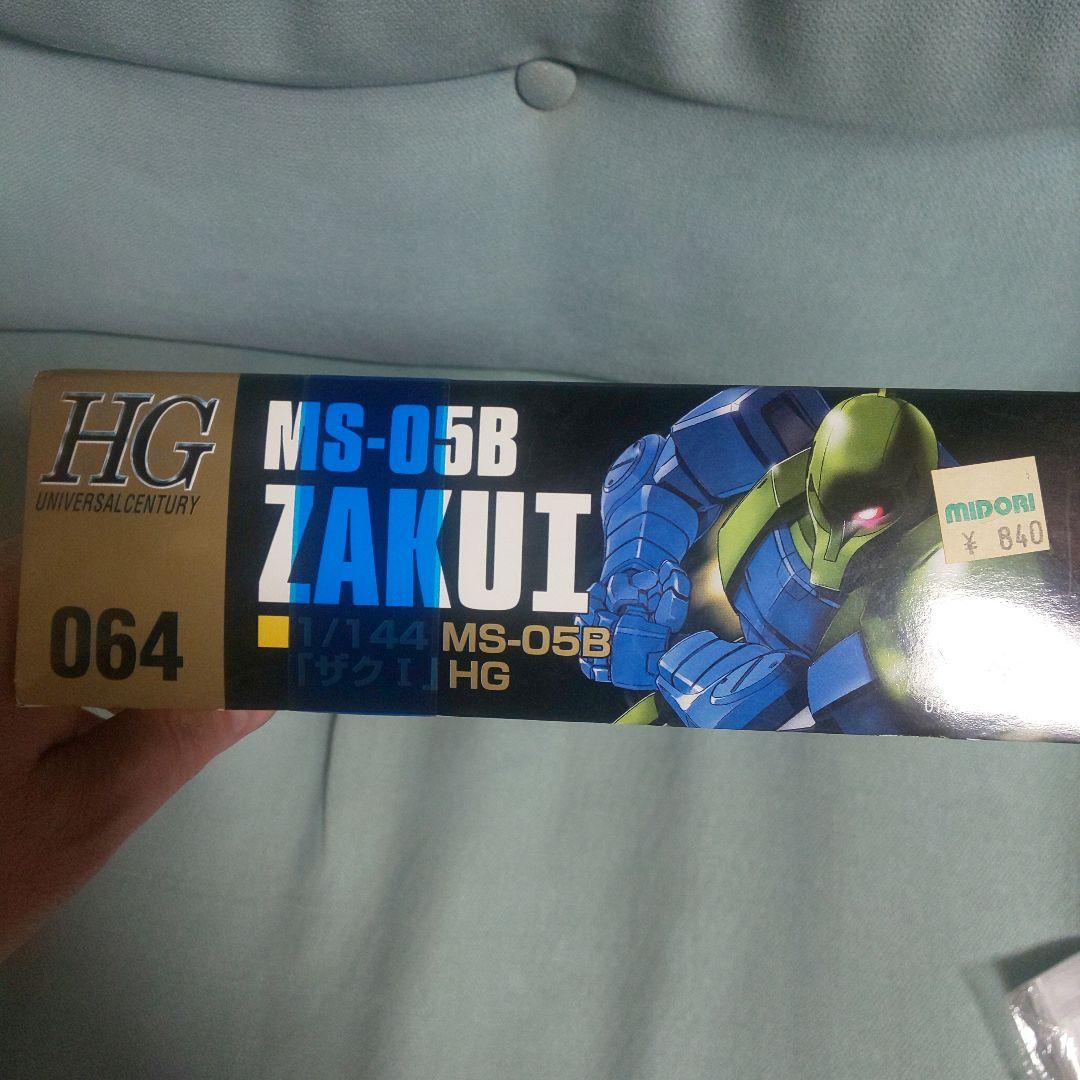 HG
UNIVERSALCENTURY
064
MS-05B
ZAKUI
1/144 MS-05B
「ザクI」HG
MIDORI
¥ 840